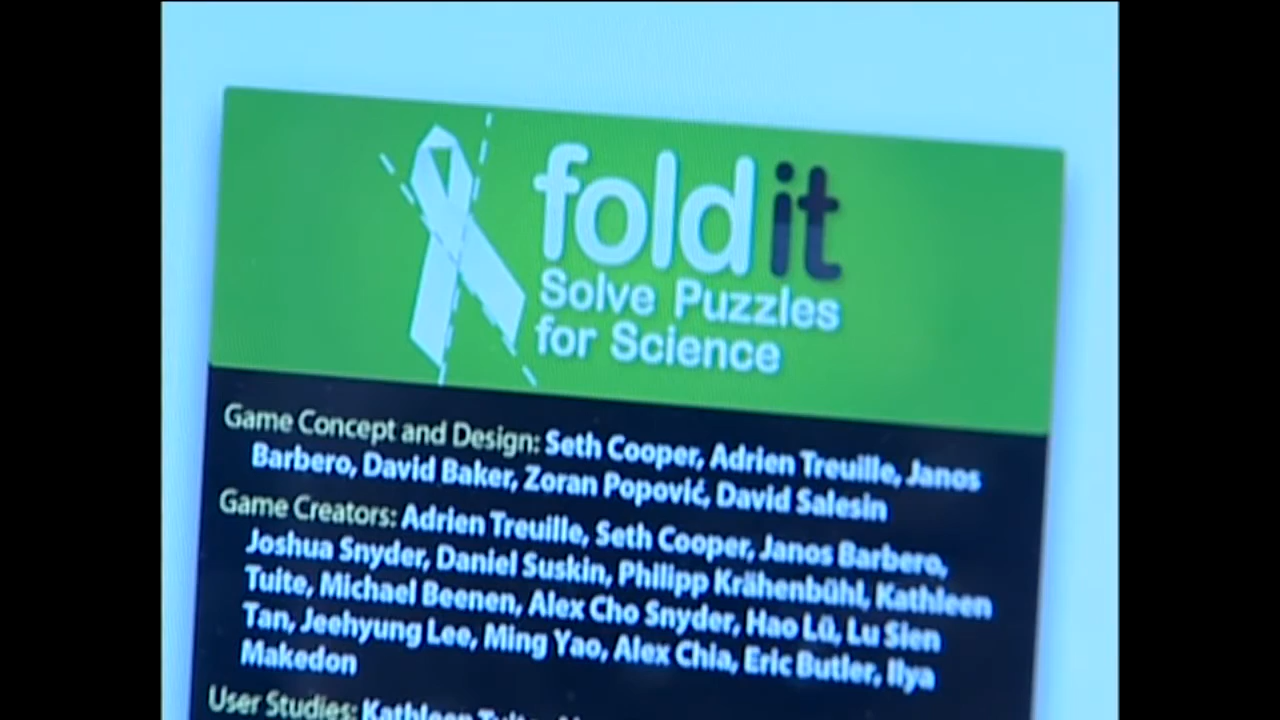 foldit
Solve Puzzles
for Science
Game Concept and Design: Seth Cooper, Adrien Treuille, Janos
Barbero, David Baker, Zoran Popović, David Salesin
Game Creators: Adrien Treuille, Seth Cooper, Janos Barbero,
Joshua Snyder, Daniel Suskin, Philipp Krähenbühl, Kathleen
Tuite, Michael Beenen, Alex Cho Snyder, Hao Lü, Lu Sien
Tan, Jeehyung Lee, Ming Yao, Alex Chia, Eric Butler, Ilya
Makedon
User Studies: Kathleen